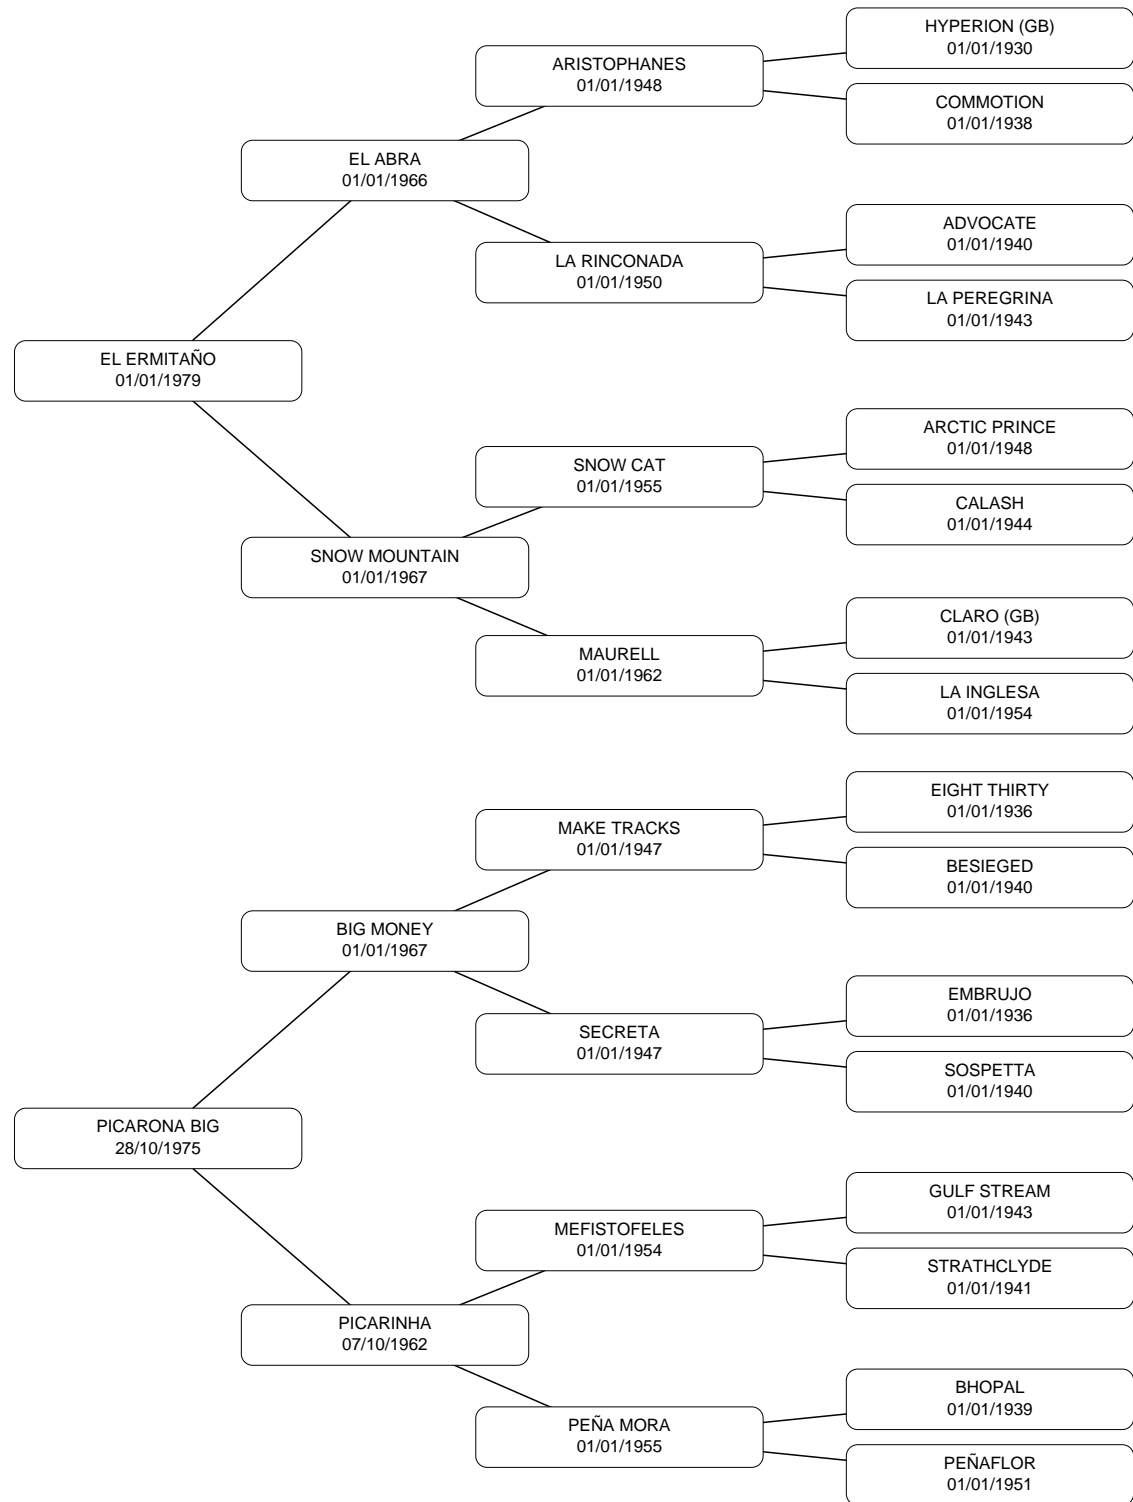 HYPERION (GB)
01/01/1930
ARISTOPHANES
01/01/1948
COMMOTION
01/01/1938
EL ABRA
01/01/1966
ADVOCATE
01/01/1940
LA RINCONADA
01/01/1950
LA PEREGRINA
01/01/1943
EL ERMITAÑO
01/01/1979
ARCTIC PRINCE
01/01/1948
SNOW CAT
01/01/1955
CALASH
01/01/1944
SNOW MOUNTAIN
01/01/1967
CLARO (GB)
01/01/1943
MAURELL
01/01/1962
LA INGLESA
01/01/1954
EIGHT THIRTY
01/01/1936
MAKE TRACKS
01/01/1947
BESIEGED
01/01/1940
BIG MONEY
01/01/1967
EMBRUJO
01/01/1936
SECRETA
01/01/1947
SOSPETTA
01/01/1940
PICARONA BIG
28/10/1975
GULF STREAM
01/01/1943
MEFISTOFELES
01/01/1954
STRATHCLYDE
01/01/1941
PICARINHA
07/10/1962
BHOPAL
01/01/1939
PEÑA MORA
01/01/1955
PEÑAFLOR
01/01/1951